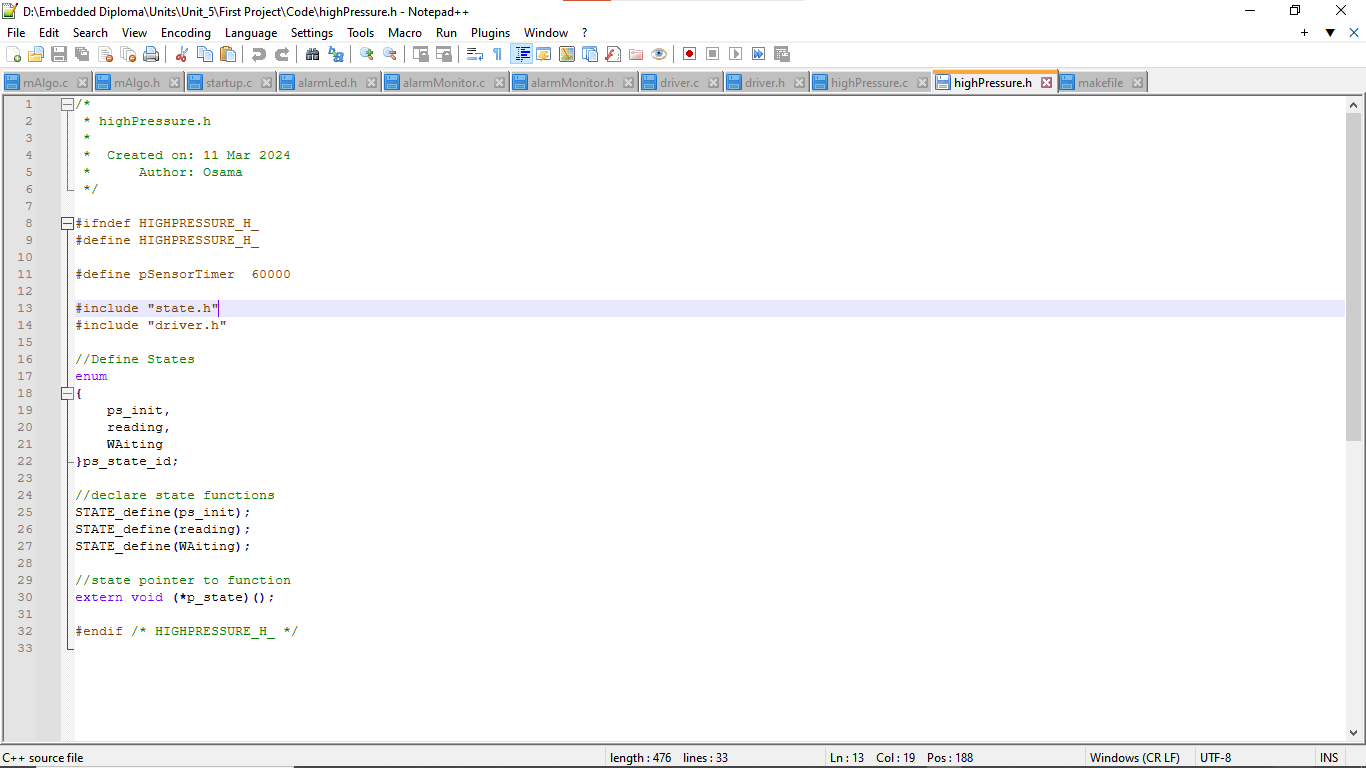 D:\Embedded Diploma\Units\Unit_5\First Project\Code\highPressure.h - Notepad++
File Edit Search View Encoding Language Settings Tools Macro Run Plugins Window ? + ▼ ✕
mAlgo.c mAlgo.h startup.c alarmLed.h alarmMonitor.c alarmMonitor.h driver.c driver.h highPressure.c highPressure.h makefile
1 /*
2 * highPressure.h
3 *
4 * Created on: 11 Mar 2024
5 * Author: Osama
6 */
7
8 #ifndef HIGHPRESSURE_H_
9 #define HIGHPRESSURE_H_
10
11 #define pSensorTimer 60000
12
13 #include "state.h"
14 #include "driver.h"
15
16 //Define States
17 enum
18 {
19 ps_init,
20 reading,
21 WAiting
22 }ps_state_id;
23
24 //declare state functions
25 STATE_define(ps_init);
26 STATE_define(reading);
27 STATE_define(WAiting);
28
29 //state pointer to function
30 extern void (*p_state)();
31
32 #endif /* HIGHPRESSURE_H_ */
33
C++ source file length : 476 lines : 33 Ln : 13 Col : 19 Pos : 188 Windows (CR LF) UTF-8 INS